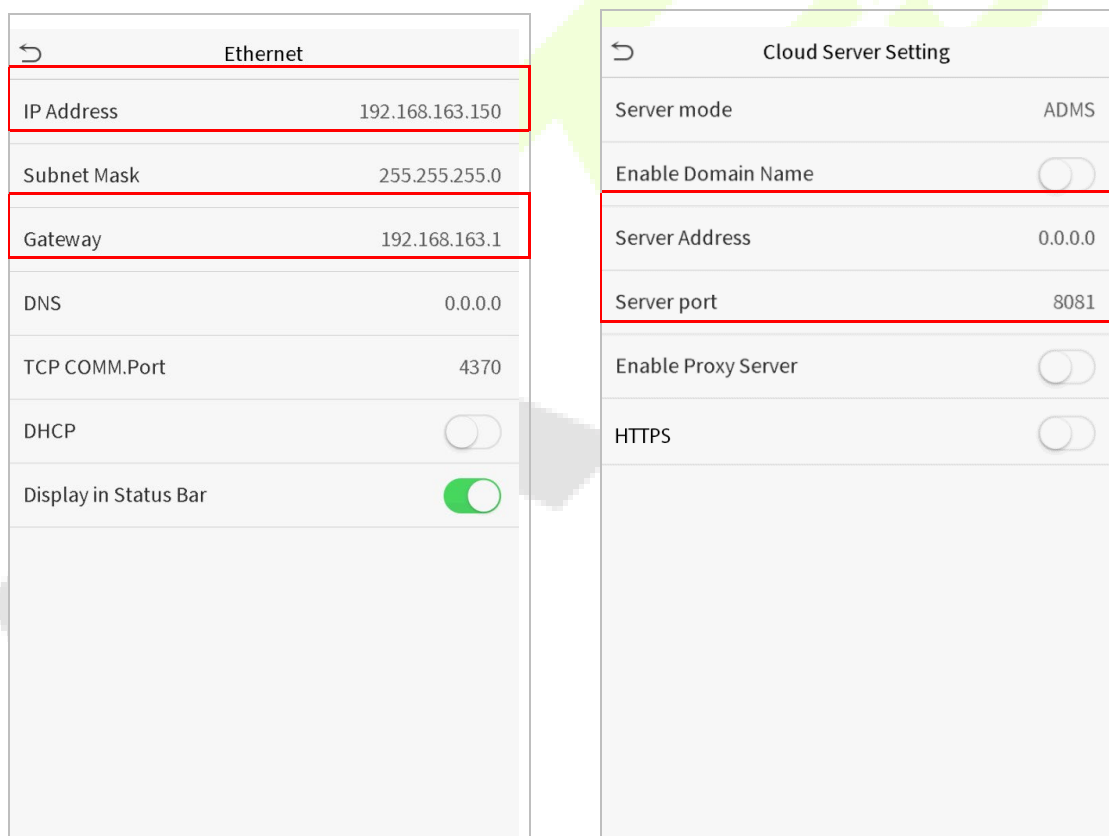 Ethernet
IP Address 192.168.163.150
Subnet Mask 255.255.255.0
Gateway 192.168.163.1
DNS 0.0.0.0
TCP COMM.Port 4370
DHCP
Display in Status Bar
Cloud Server Setting
Server mode ADMS
Enable Domain Name
Server Address 0.0.0.0
Server port 8081
Enable Proxy Server
HTTPS